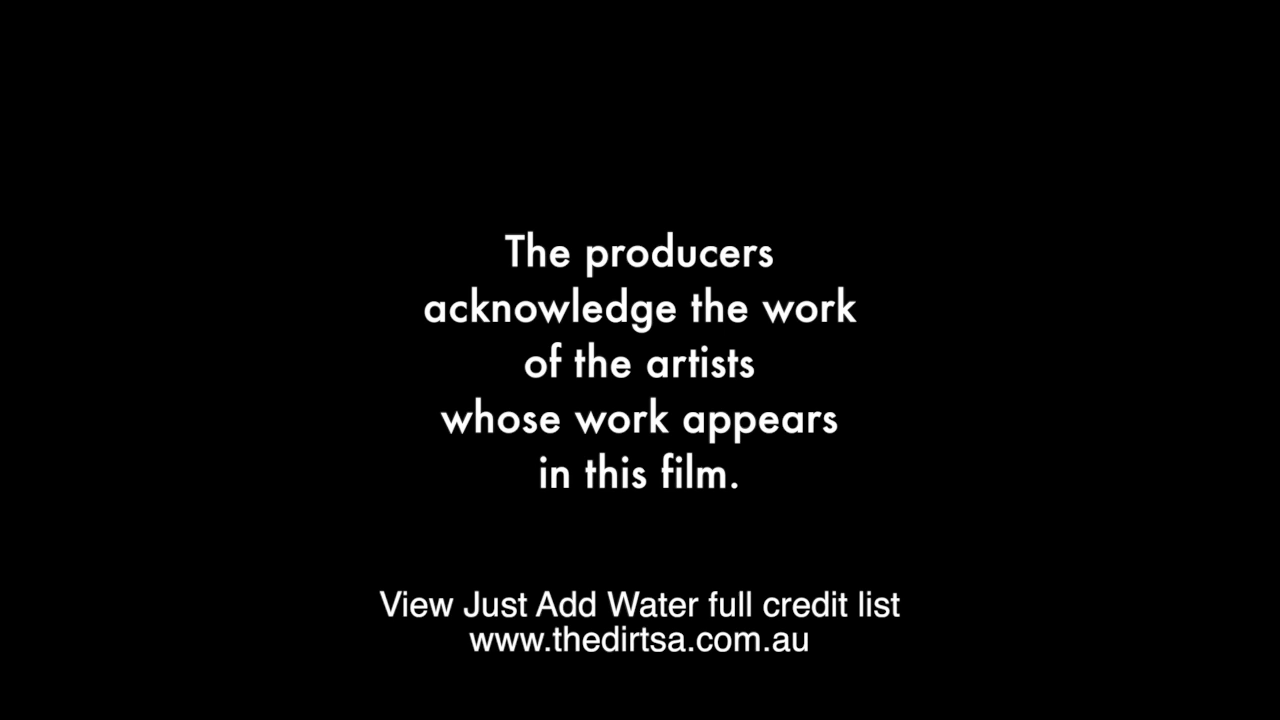 The producers
acknowledge the work
of the artists
whose work appears
in this film.
View Just Add Water full credit list
www.thedirtsa.com.au